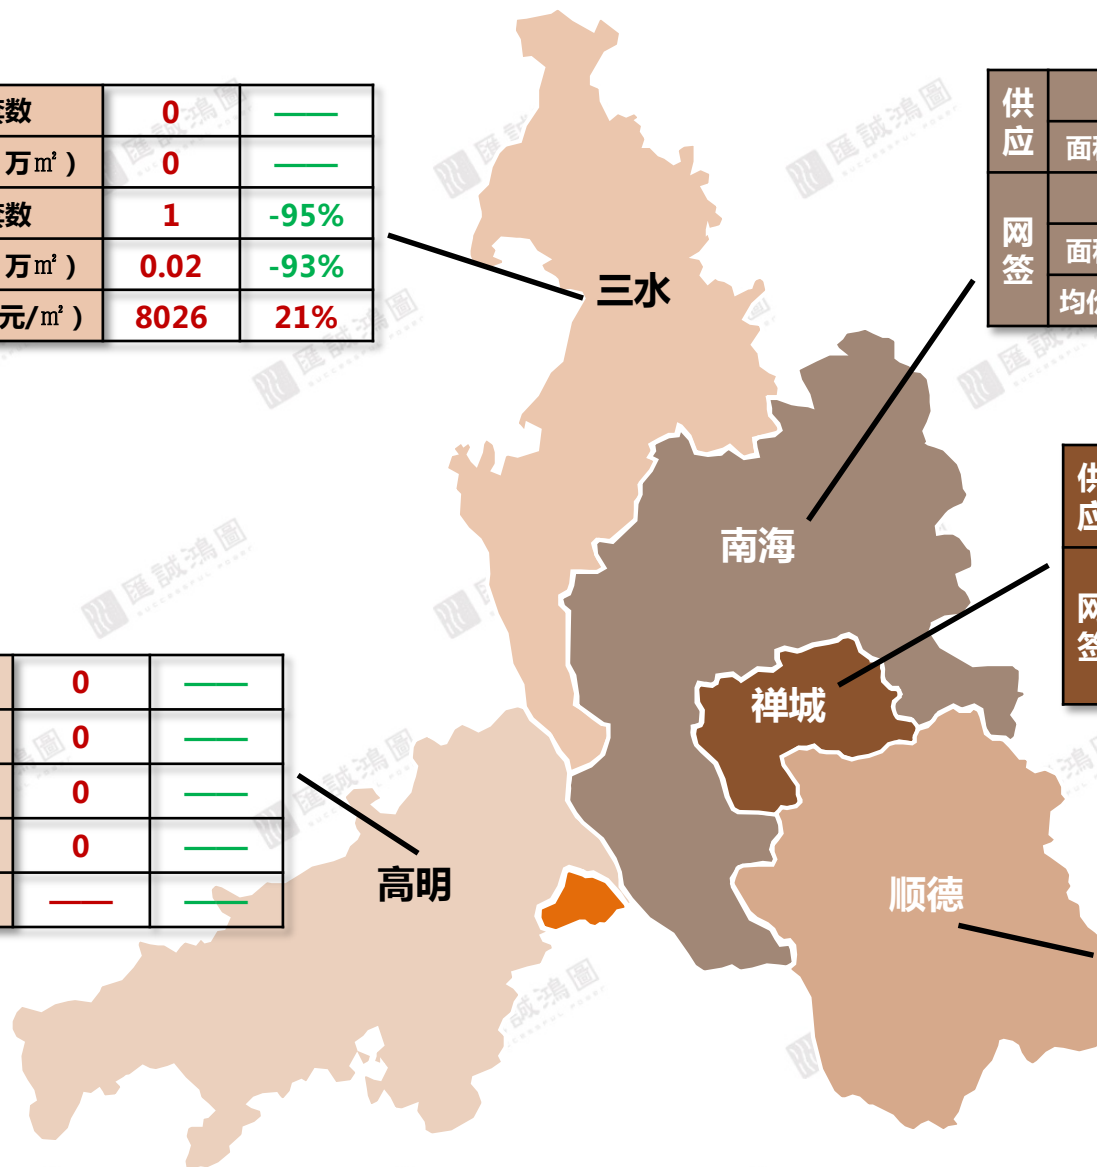 套数 0 ——
万㎡） 0 ——
套数 1 -95%
万㎡） 0.02 -93%
元/㎡） 8026 21%
供应
面积
网签
面积
均价
三水
南海
供应
网签
禅城
0 ——
0 ——
0 ——
0 ——
—— ——
高明
顺德
匯誠鴻圖
SUCCESSFUL POWER